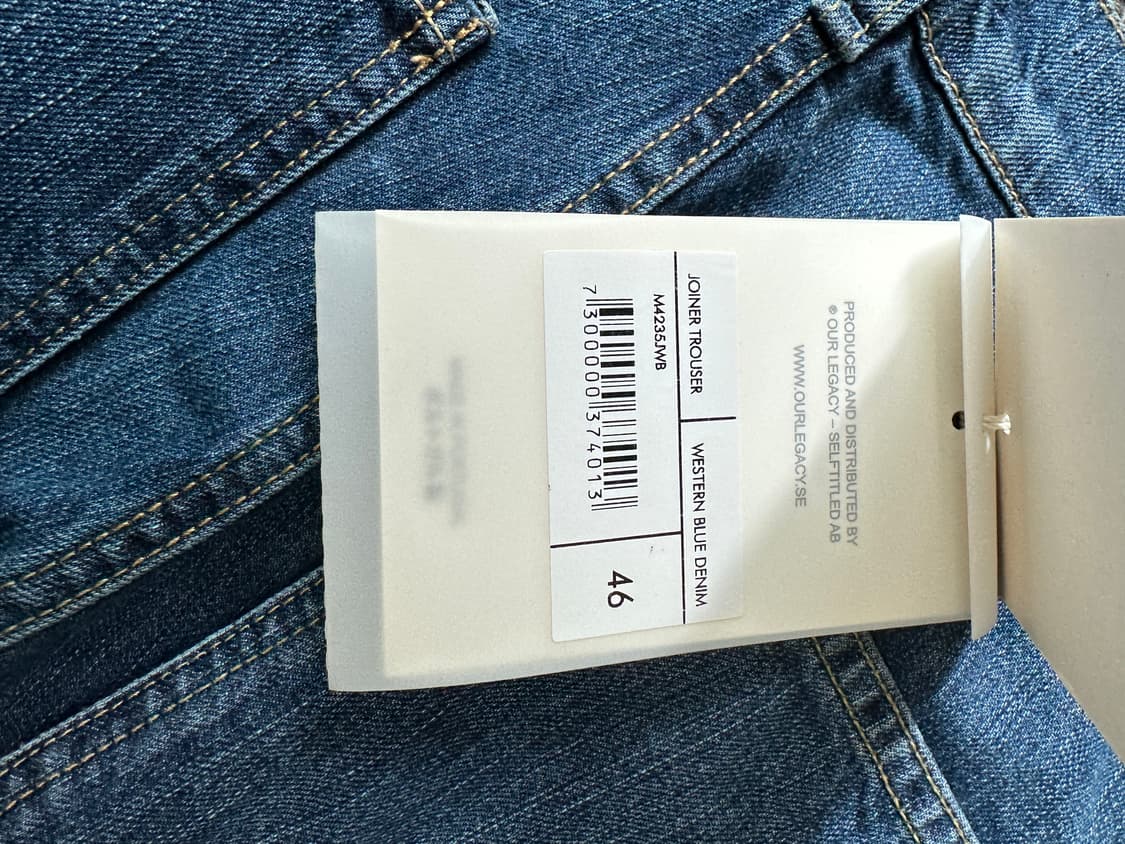 PRODUCED AND DISTRIBUTED BY
® OUR LEGACY – SELFTITLED AB
WWW.OURLEGACY.SE
JOINER TROUSER
WESTERN BLUE DENIM
M4235JWB
7300000374013
46